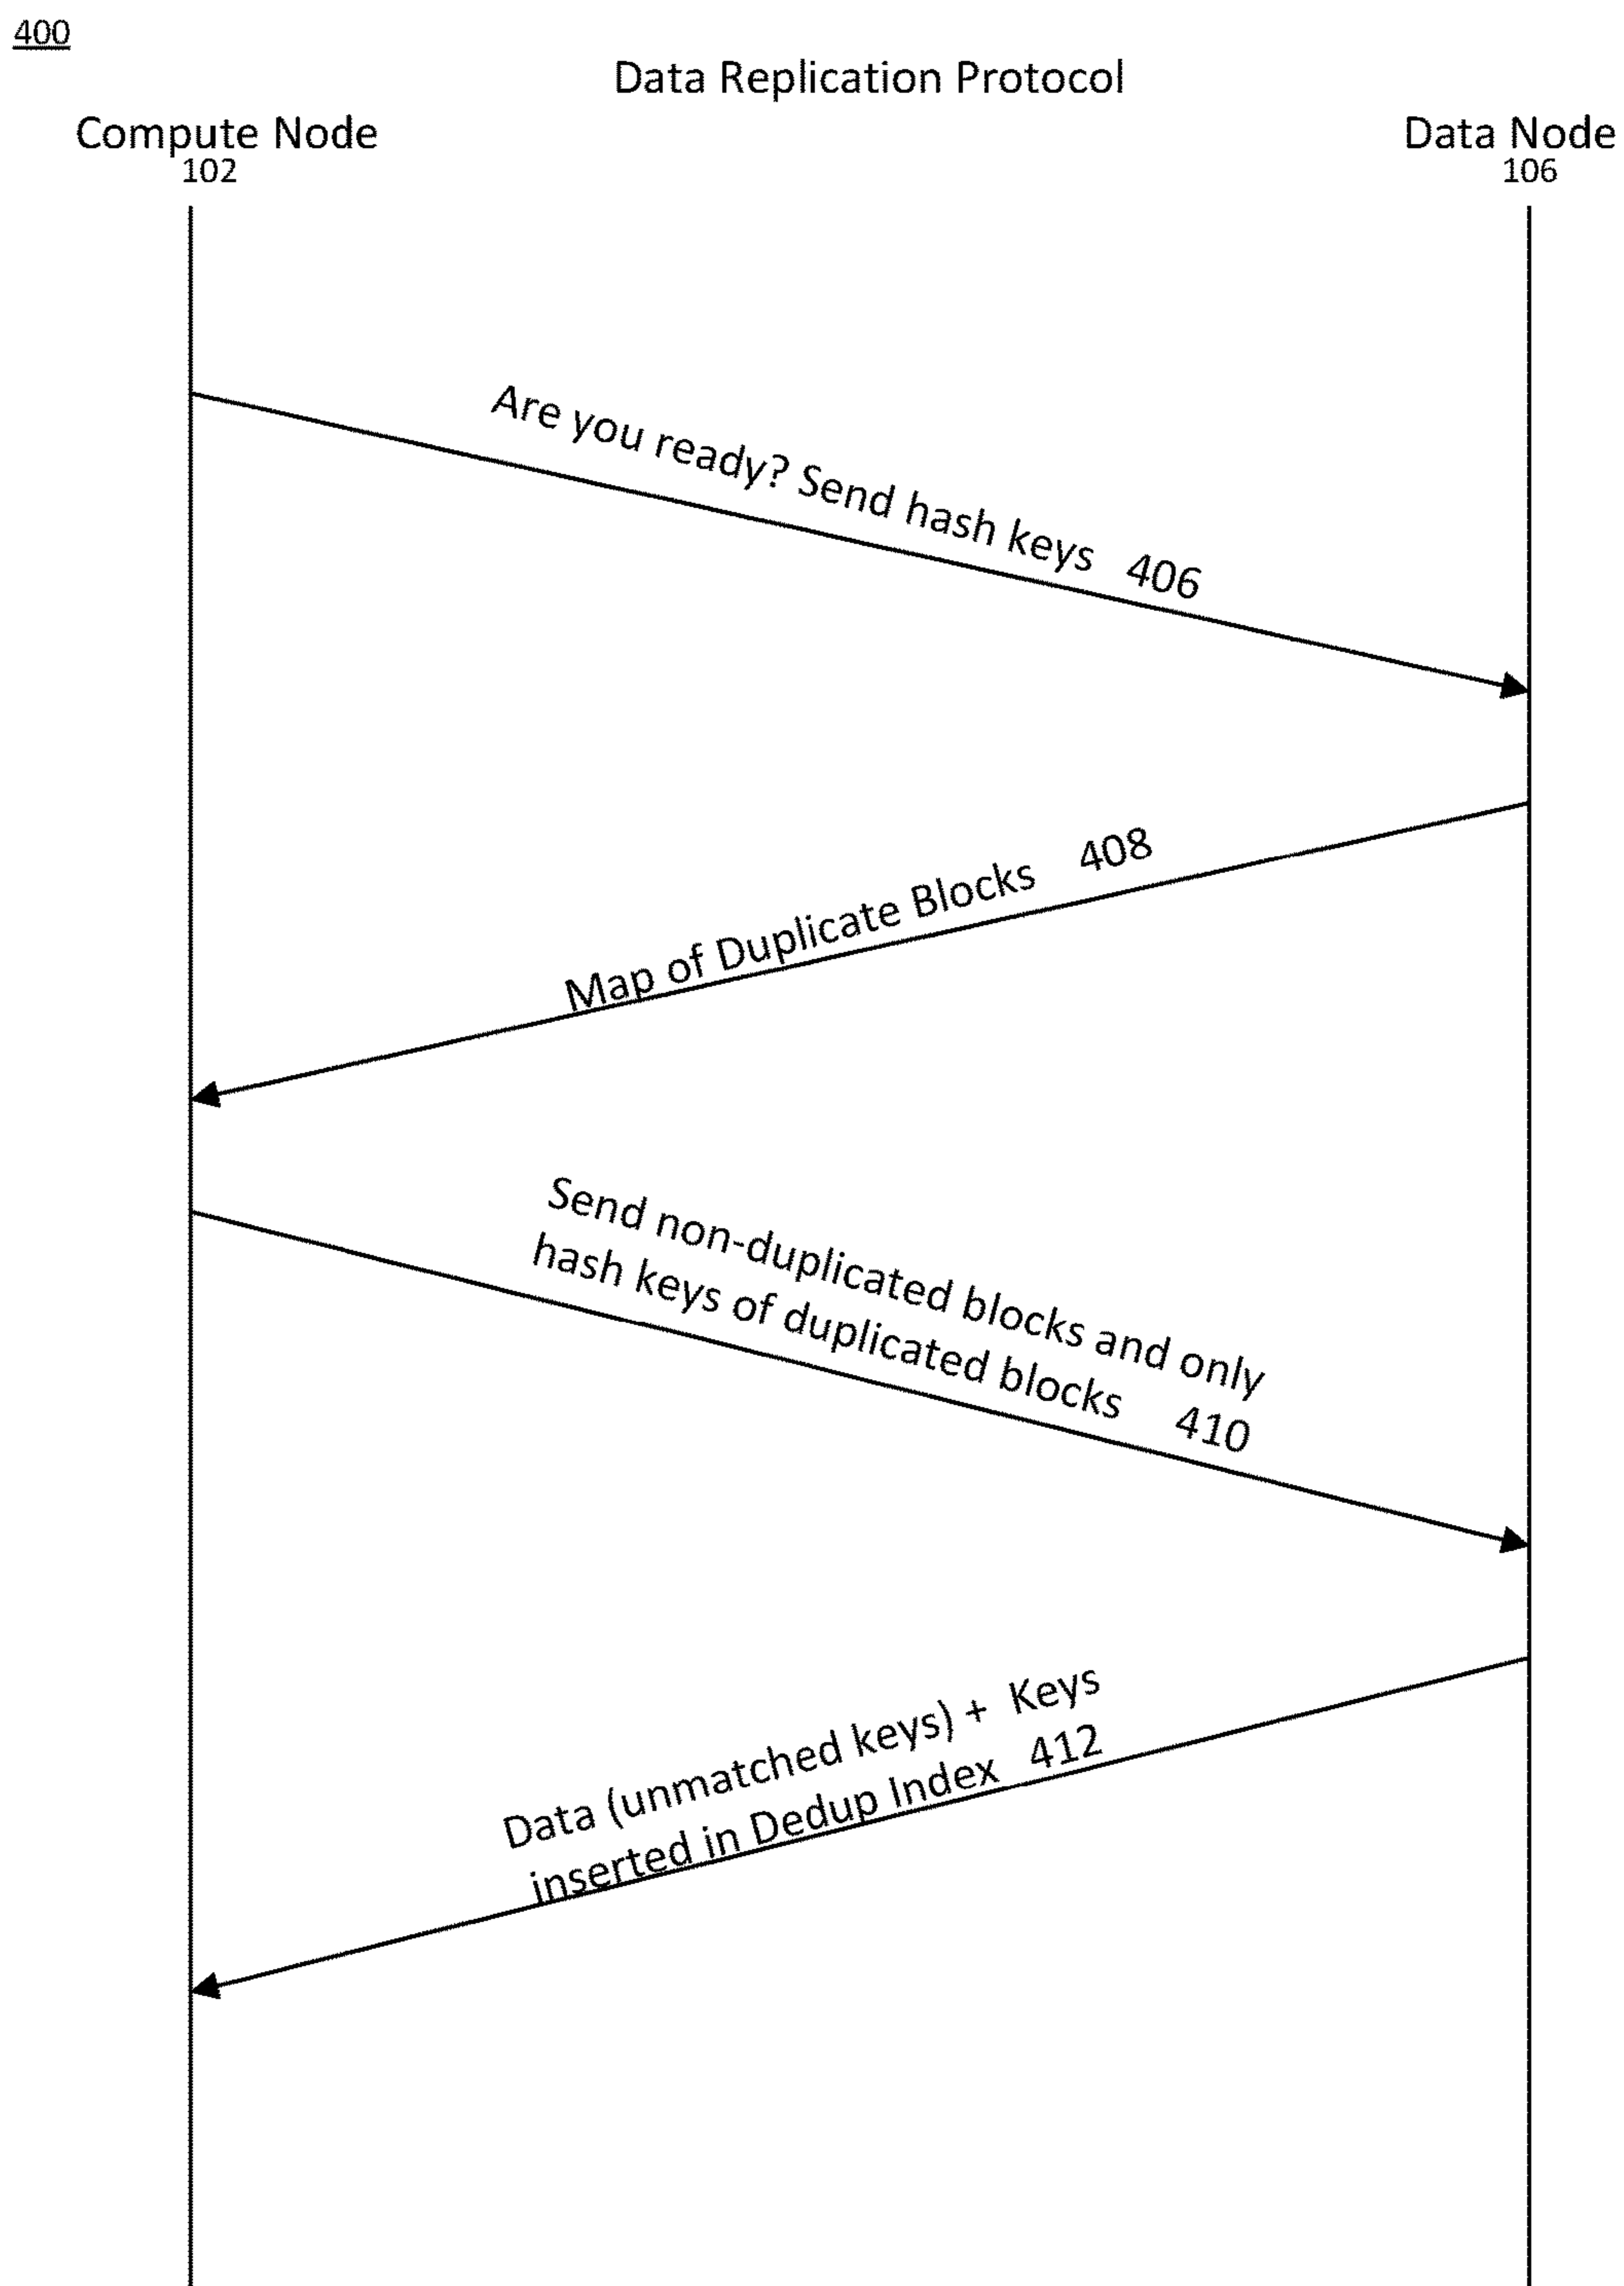 400
Data Replication Protocol
Compute Node
102
Data Node
106
Are you ready? Send hash keys 406
Map of Duplicate Blocks 408
Send non-duplicated blocks and only
hash keys of duplicated blocks 410
Data (unmatched keys) + Keys
inserted in Dedup Index 412